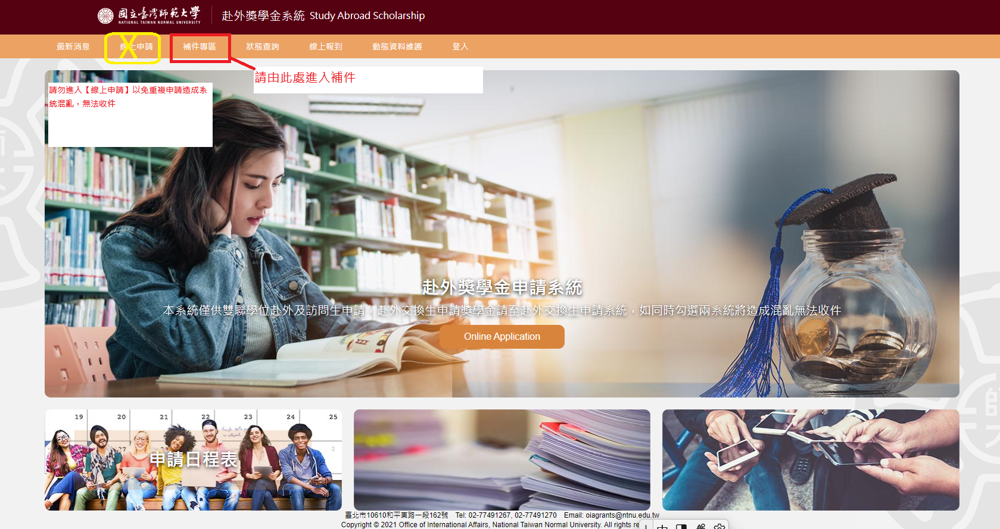 國立臺灣師範大學
NATIONAL TAIWAN NORMAL UNIVERSITY
赴外獎學金系統 Study Abroad Scholarship
最新消息 線上申請 補件專區 狀態查詢 線上報到 動態資料維護 登入
X
請由此處進入補件
請勿進入【線上申請】以免重複申請造成系
統混亂，無法收件
赴外獎學金申請系統
本系統僅供雙聯學位赴外及訪問生申請，赴外交換生申請獎學金請至赴外交換生申請系統，如同時勾選兩系統將造成混亂無法收件
Online Application
19 20 21 22 23 24 25
27 2
申請日程表
臺北市10610和平東路一段162號 Tel: 02-77491267, 02-77491270 Email: oiagrants@ntnu.edu.tw
Copyright © 2021 Office of International Affairs, National Taiwan Normal University. All rights re
中